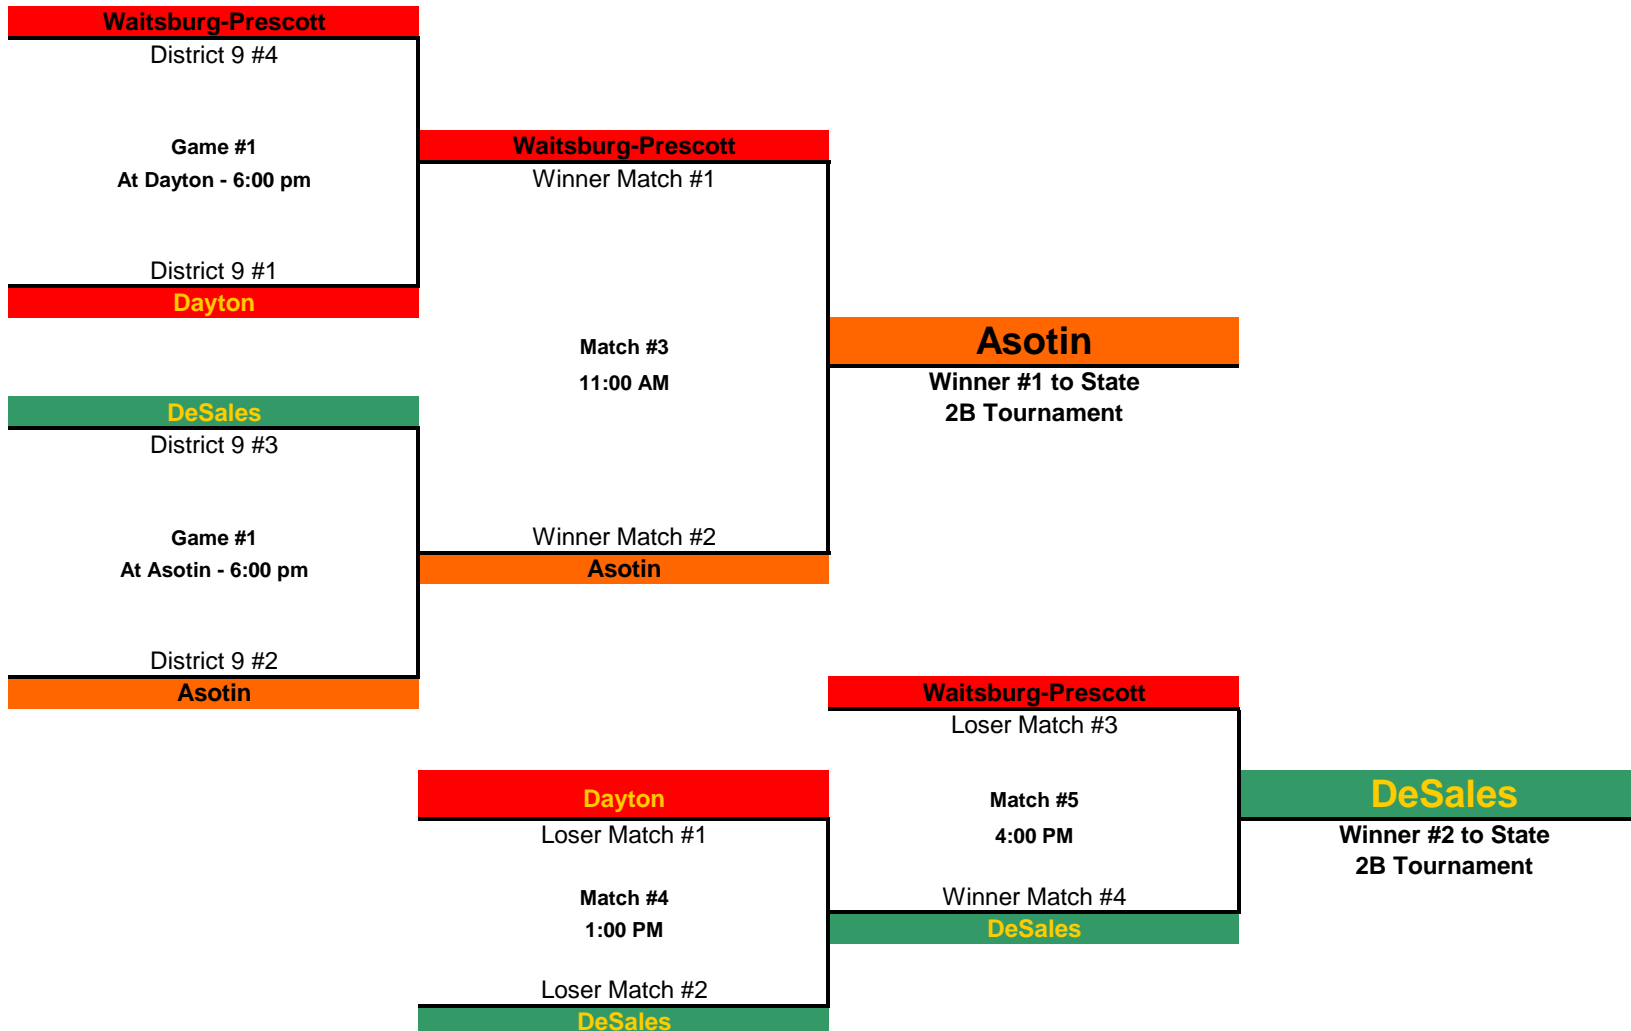 Waitsburg-Prescott
District 9 #4
Game #1
At Dayton - 6:00 pm
District 9 #1
Dayton
DeSales
District 9 #3
Game #1
At Asotin - 6:00 pm
District 9 #2
Asotin
Waitsburg-Prescott
Winner Match #1
Match #3
11:00 AM
Winner Match #2
Asotin
Asotin
Winner #1 to State
2B Tournament
Dayton
Loser Match #1
Match #4
1:00 PM
Loser Match #2
DeSales
Waitsburg-Prescott
Loser Match #3
Match #5
4:00 PM
Winner Match #4
DeSales
DeSales
Winner #2 to State
2B Tournament